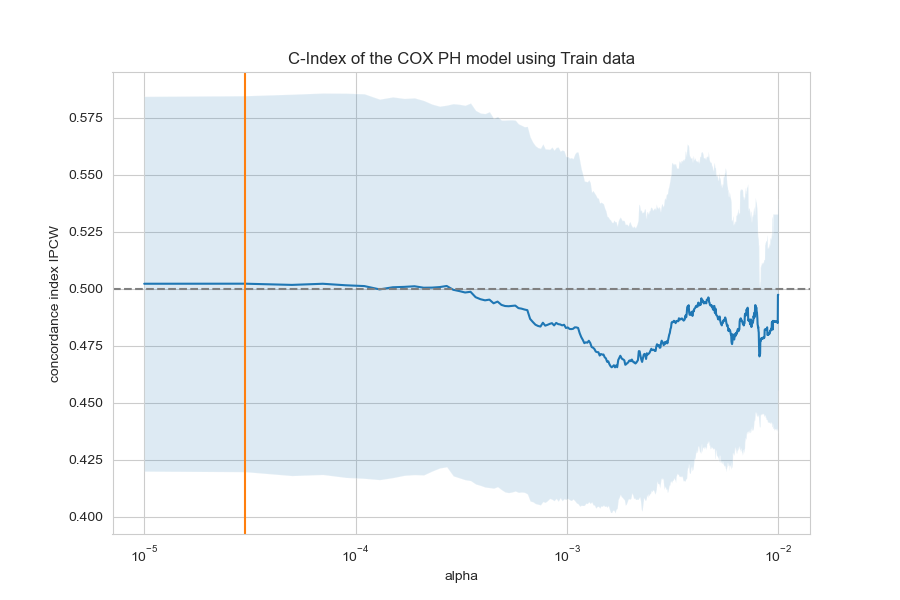 C-Index of the COX PH model using Train data
concordance index IPCW
0.575
0.550
0.525
0.500
0.475
0.450
0.425
0.400
10⁻⁵ 10⁻⁴ 10⁻³ 10⁻²
alpha